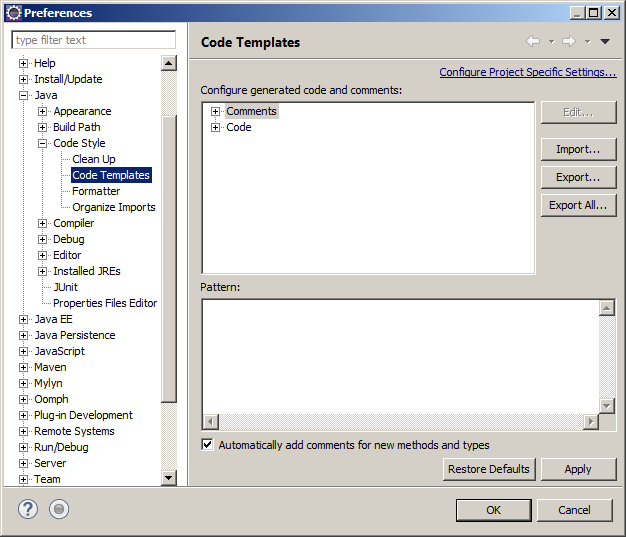 Preferences
type filter text
Help
Install/Update
Java
Appearance
Build Path
Code Style
Clean Up
Code Templates
Formatter
Organize Imports
Compiler
Debug
Editor
Installed JREs
JUnit
Properties Files Editor
Java EE
Java Persistence
JavaScript
Maven
Mylyn
Oomph
Plug-in Development
Remote Systems
Run/Debug
Server
Team
Code Templates
Configure Project Specific Settings...
Configure generated code and comments:
Comments
Code
Edit...
Import...
Export...
Export All...
Pattern:
Automatically add comments for new methods and types
Restore Defaults
Apply
OK
Cancel